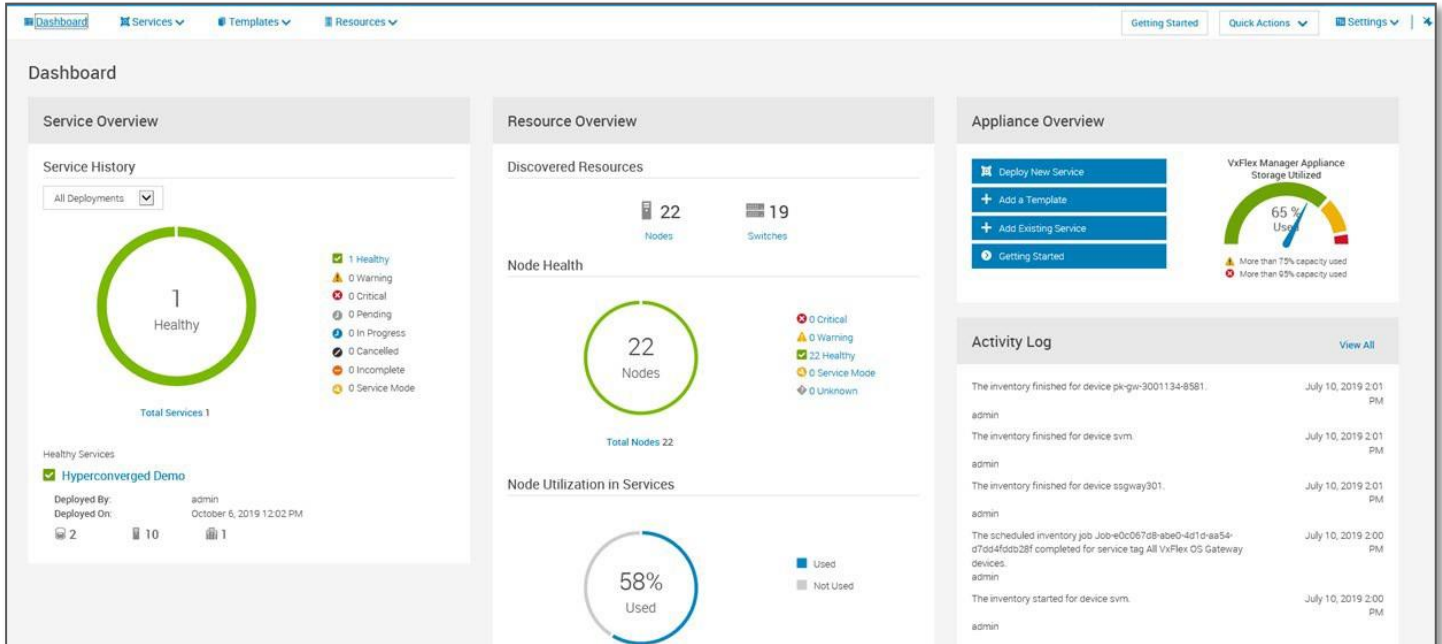 Dashboard
Services
Templates
Resources
Getting Started
Quick Actions
Settings
Dashboard
Service Overview
Service History
All Deployments
1
Healthy
1 Healthy
0 Warning
0 Critical
0 Pending
0 In Progress
0 Cancelled
0 Incomplete
0 Service Mode
Total Services 1
Healthy Services
Hyperconverged Demo
Deployed By: admin
Deployed On: October 6, 2019 12:02 PM
2 10 1
Resource Overview
Discovered Resources
22
Nodes
19
Switches
Node Health
22
Nodes
0 Critical
0 Warning
22 Healthy
0 Service Mode
0 Unknown
Total Nodes 22
Node Utilization in Services
58%
Used
Used
Not Used
Appliance Overview
Deploy New Service
Add a Template
Add Existing Service
Getting Started
VxFlex Manager Appliance
Storage Utilized
65 %
Used
More than 75% capacity used
More than 95% capacity used
Activity Log
View All
The inventory finished for device pk-gw-3001134-8581. July 10, 2019 2:01
PM
admin
The inventory finished for device svm. July 10, 2019 2:01
PM
admin
The inventory finished for device ssgway301. July 10, 2019 2:01
PM
admin
The scheduled inventory job Job-e0c067d8-abe0-4d1d-aa54- July 10, 2019 2:00
d7dd4fddb28f completed for service tag All VxFlex OS Gateway PM
devices.
admin
The inventory started for device svm. July 10, 2019 2:00
PM
admin